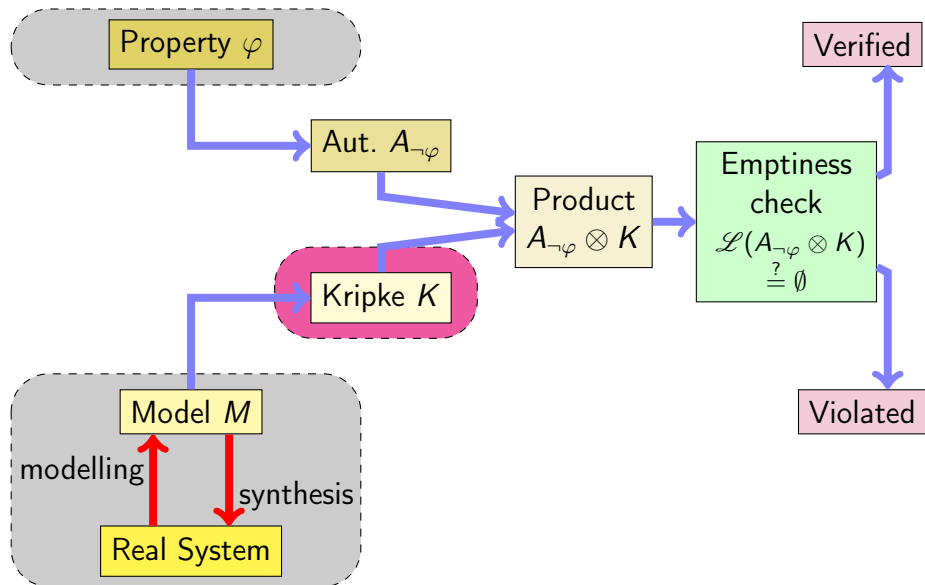 Property φ
Verified
Aut. A¬φ
Emptiness
check
ℒ(A¬φ ⊗ K)
?
= ∅
Product
A¬φ ⊗ K
Kripke K
Model M
Violated
modelling
synthesis
Real System